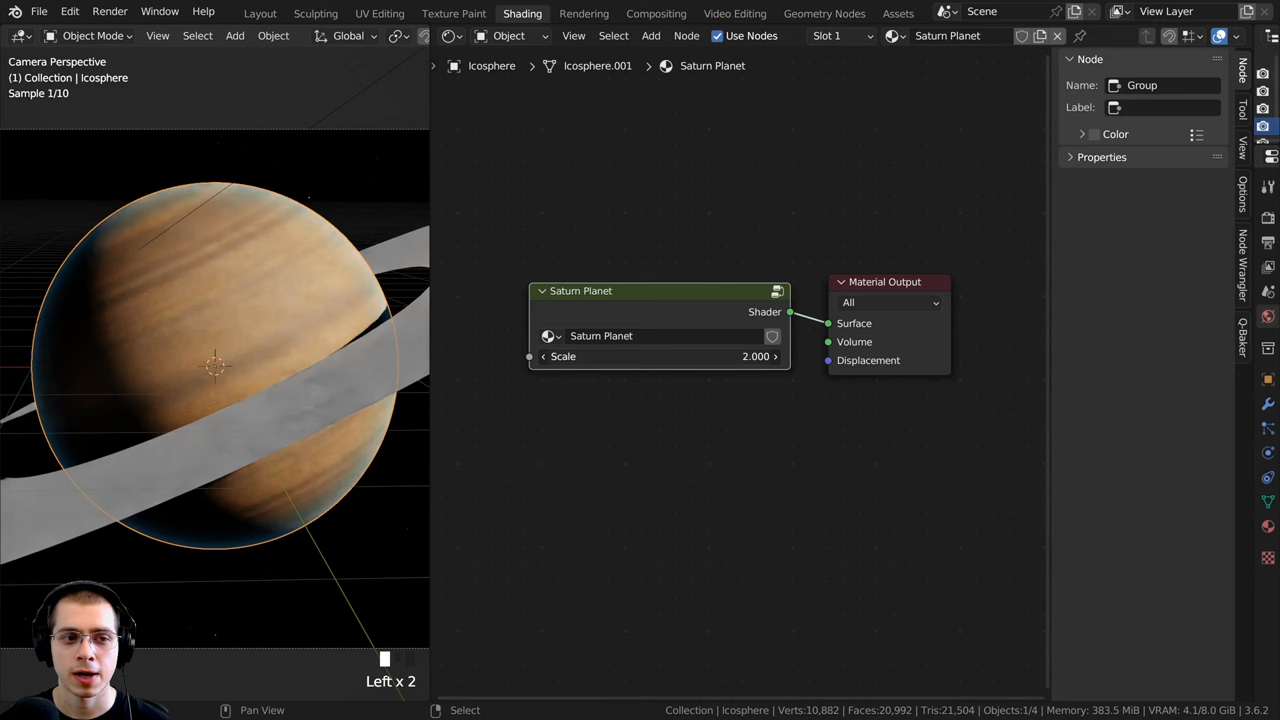 File Edit Render Window Help Layout Sculpting UV Editing Texture Paint Shading Rendering Compositing Video Editing Geometry Nodes Assets Scene View Layer
Object Mode View Select Add Object Global Object View Select Add Node Use Nodes Slot 1 Saturn Planet
Camera Perspective
(1) Collection | Icosphere
Sample 1/10
Icosphere > Icosphere.001 > Saturn Planet
Node
Name: Group
Label:
Color
Properties
Node
Tool
View
Options
Node Wrangler
Q-Baker
Saturn Planet
Shader
Saturn Planet
Scale 2.000
Material Output
All
Surface
Volume
Displacement
Left x 2
Pan View Select Collection | Icosphere | Verts:10,882 | Faces:20,992 | Tris:21,504 | Objects:1/4 | Memory: 383.5 MiB | VRAM: 4.1/8.0 GiB | 3.6.2